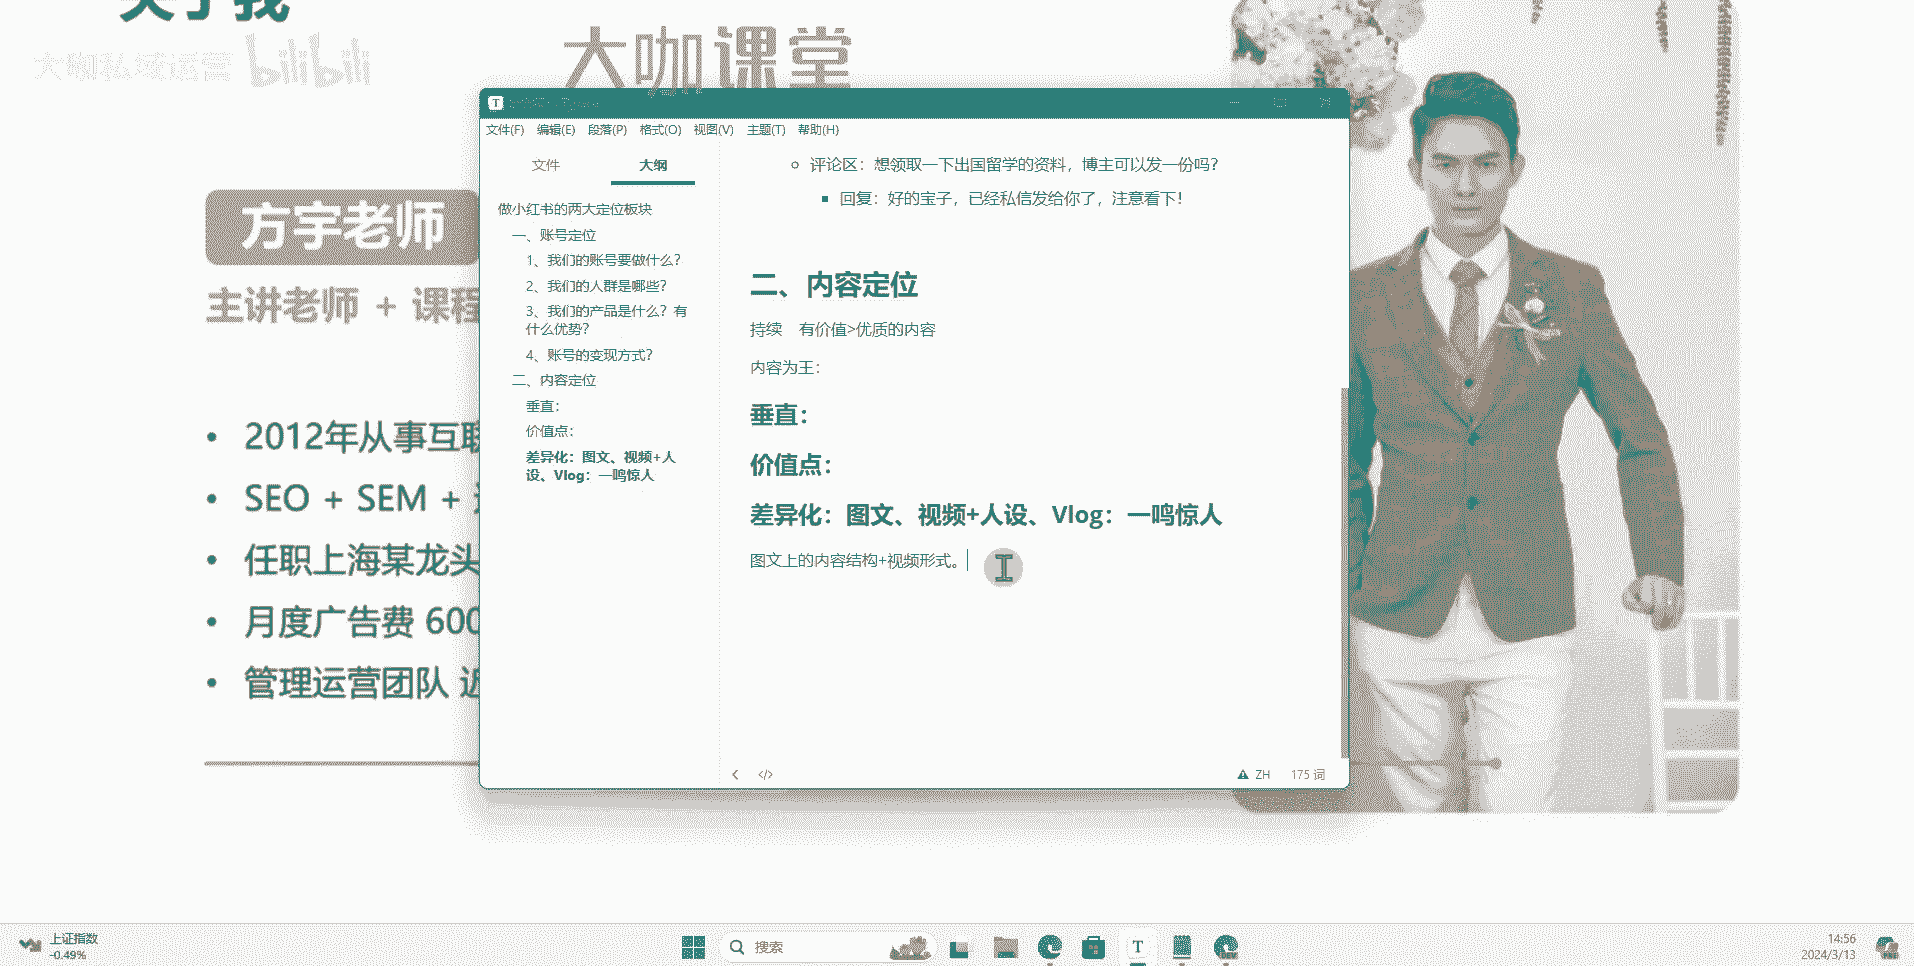 关于我
大咖私域运营 bilibili
大咖课堂
方宇老师
主讲老师 + 课程
2012年从事互联
SEO + SEM +
任职上海某龙头
月度广告费 600
管理运营团队 近
文件(F) 编辑(E) 段落(P) 格式(O) 视图(V) 主题(T) 帮助(H)
文件 大纲
做小红书的两大定位板块
一、账号定位
1、我们的账号要做什么？
2、我们的人群是哪些？
3、我们的产品是什么？有
什么优势？
4、账号的变现方式？
二、内容定位
垂直：
价值点：
差异化：图文、视频+人
设、Vlog：一鸣惊人
评论区：想领取一下出国留学的资料，博主可以发一份吗？
回复：好的宝子，已经私信发给你了，注意看下！
二、内容定位
持续 有价值>优质的内容
内容为王：
垂直：
价值点：
差异化：图文、视频+人设、Vlog：一鸣惊人
图文上的内容结构+视频形式。
ZH 175 词
上证指数
-0.49%
搜索
14:56
2024/3/13